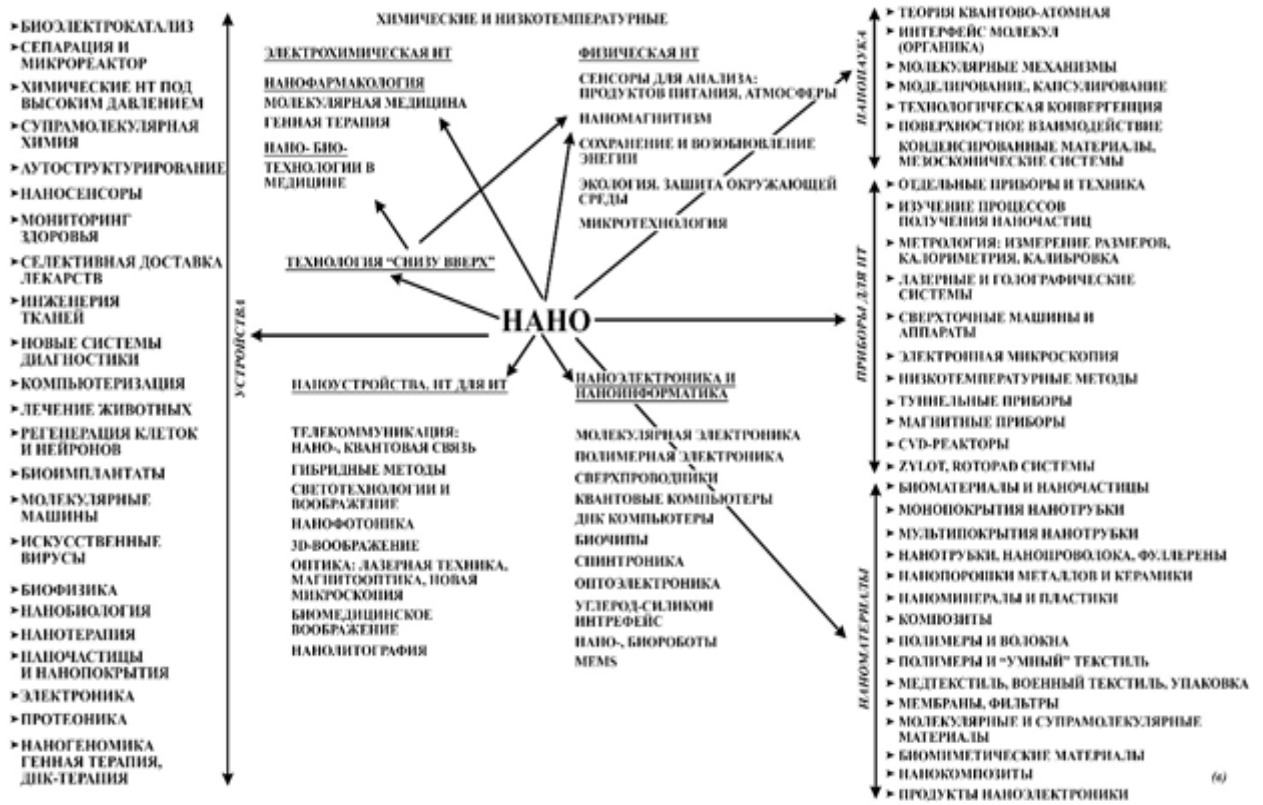 ХИМИЧЕСКИЕ И НИЗКОТЕМПЕРАТУРНЫЕ
➤БИОЭЛЕКТРОКАТАЛИЗ
➤СЕПАРАЦИЯ И
МИКРОРЕАКТОР
➤ХИМИЧЕСКИЕ НТ ПОД
ВЫСОКИМ ДАВЛЕНИЕМ
➤СУПРАМОЛЕКУЛЯРНАЯ
ХИМИЯ
➤АУТОСТРУКТУРИРОВАНИЕ
➤НАНОСЕНСОРЫ
➤МОНИТОРИНГ
ЗДОРОВЬЯ
➤СЕЛЕКТИВНАЯ ДОСТАВКА
ЛЕКАРСТВ
➤ИНЖЕНЕРИЯ
ТКАНЕЙ
➤НОВЫЕ СИСТЕМЫ
ДИАГНОСТИКИ
➤КОМПЬЮТЕРИЗАЦИЯ
➤ЛЕЧЕНИЕ ЖИВОТНЫХ
➤РЕГЕНЕРАЦИЯ КЛЕТОК
И НЕЙРОНОВ
➤БИОИМПЛАНТАТЫ
➤МОЛЕКУЛЯРНЫЕ
МАШИНЫ
➤ИСКУССТВЕННЫЕ
ВИРУСЫ
➤БИОФИЗИКА
➤НАНОБИОЛОГИЯ
➤НАНОТЕРАПИЯ
➤НАНОЧАСТИЦЫ
И НАНОПОКРЫТИЯ
➤ЭЛЕКТРОНИКА
➤ПРОТЕОНИКА
➤НАНОГЕНОМИКА
ГЕННАЯ ТЕРАПИЯ,
ДНК-ТЕРАПИЯ
УСТРОЙСТВА
ЭЛЕКТРОХИМИЧЕСКАЯ НТ
НАНОФАРМАКОЛОГИЯ
МОЛЕКУЛЯРНАЯ МЕДИЦИНА
ГЕННАЯ ТЕРАПИЯ
НАНО- БИО-
ТЕХНОЛОГИИ В
МЕДИЦИНЕ
ТЕХНОЛОГИЯ “СНИЗУ ВВЕРХ”
ФИЗИЧЕСКАЯ НТ
СЕНСОРЫ ДЛЯ АНАЛИЗА:
ПРОДУКТОВ ПИТАНИЯ, АТМОСФЕРЫ
НАНОМАГНИТИЗМ
СОХРАНЕНИЕ И ВОЗОБНОВЛЕНИЕ
ЭНЕГИИ
ЭКОЛОГИЯ. ЗАЩИТА ОКРУЖАЮЩЕЙ
СРЕДЫ
МИКРОТЕХНОЛОГИЯ
НАНО
НАНОУСТРОЙСТВА, НТ ДЛЯ ИТ
ТЕЛЕКОММУНИКАЦИЯ:
НАНО-, КВАНТОВАЯ СВЯЗЬ
ГИБРИДНЫЕ МЕТОДЫ
СВЕТОТЕХНОЛОГИИ И
ВООБРАЖЕНИЕ
НАНОФОТОНИКА
3D-ВООБРАЖЕНИЕ
ОПТИКА: ЛАЗЕРНАЯ ТЕХНИКА,
МАГНИТООПТИКА, НОВАЯ
МИКРОСКОПИЯ
БИОМЕДИЦИНСКОЕ
ВООБРАЖЕНИЕ
НАНОЛИТОГРАФИЯ
НАНОЭЛЕКТРОНИКА И
НАНОИНФОРМАТИКА
МОЛЕКУЛЯРНАЯ ЭЛЕКТРОНИКА
ПОЛИМЕРНАЯ ЭЛЕКТРОНИКА
СВЕРХПРОВОДНИКИ
КВАНТОВЫЕ КОМПЬЮТЕРЫ
ДНК КОМПЬЮТЕРЫ
БИОЧИПЫ
СПИНТРОНИКА
ОПТОЭЛЕКТРОНИКА
УГЛЕРОД-СИЛИКОН
ИНТРЕФЕЙС
НАНО-, БИОРОБОТЫ
MEMS
НАНОНАУКА
➤ ТЕОРИЯ КВАНТОВО-АТОМНАЯ
➤ ИНТЕРФЕЙС МОЛЕКУЛ
(ОРГАНИКА)
➤ МОЛЕКУЛЯРНЫЕ МЕХАНИЗМЫ
➤ МОДЕЛИРОВАНИЕ, КАПСУЛИРОВАНИЕ
➤ ТЕХНОЛОГИЧЕСКАЯ КОНВЕРГЕНЦИЯ
➤ ПОВЕРХНОСТНОЕ ВЗАИМОДЕЙСТВИЕ
КОНДЕНСИРОВАННЫЕ МАТЕРИАЛЫ,
МЕЗОСКОНИЧЕСКИЕ СИСТЕМЫ
ПРИБОРЫ ДЛЯ НТ
➤ ОТДЕЛЬНЫЕ ПРИБОРЫ И ТЕХНИКА
➤ ИЗУЧЕНИЕ ПРОЦЕССОВ
ПОЛУЧЕНИЯ НАНОЧАСТИЦ
➤ МЕТРОЛОГИЯ: ИЗМЕРЕНИЕ РАЗМЕРОВ,
КАЛОРИМЕТРИЯ, КАЛИБРОВКА
➤ ЛАЗЕРНЫЕ И ГОЛОГРАФИЧЕСКИЕ
СИСТЕМЫ
➤ СВЕРХТОЧНЫЕ МАШИНЫ И
АППАРАТЫ
➤ ЭЛЕКТРОННАЯ МИКРОСКОПИЯ
➤ НИЗКОТЕМПЕРАТУРНЫЕ МЕТОДЫ
➤ ТУННЕЛЬНЫЕ ПРИБОРЫ
➤ МАГНИТНЫЕ ПРИБОРЫ
➤ CVD-РЕАКТОРЫ
➤ ZYLOT, ROTOPAD СИСТЕМЫ
НАНОМАТЕРИАЛЫ
➤ БИОМАТЕРИАЛЫ И НАНОЧАСТИЦЫ
➤ МОНОПОКРЫТИЯ НАНОТРУБКИ
➤ МУЛЬТИПОКРЫТИЯ НАНОТРУБКИ
➤ НАНОТРУБКИ, НАНОПРОВОЛОКА, ФУЛЛЕРЕНЫ
➤ НАНОПОРОШКИ МЕТАЛЛОВ И КЕРАМИКИ
➤ НАНОМИНЕРАЛЫ И ПЛАСТИКИ
➤ КОМПОЗИТЫ
➤ ПОЛИМЕРЫ И ВОЛОКНА
➤ ПОЛИМЕРЫ И “УМНЫЙ” ТЕКСТИЛЬ
➤ МЕДТЕКСТИЛЬ, ВОЕННЫЙ ТЕКСТИЛЬ, УПАКОВКА
➤ МЕМБРАНЫ, ФИЛЬТРЫ
➤ МОЛЕКУЛЯРНЫЕ И СУПРАМОЛЕКУЛЯРНЫЕ
МАТЕРИАЛЫ
➤ БИОМИМЕТИЧЕСКИЕ МАТЕРИАЛЫ
➤ НАНОКОМПОЗИТЫ
➤ ПРОДУКТЫ НАНОЭЛЕКТРОНИКИ
(в)